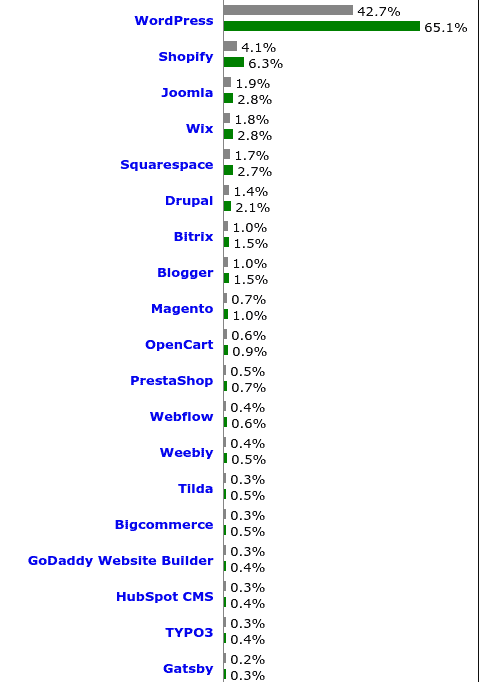 WordPress 42.7%
65.1%
Shopify 4.1%
6.3%
Joomla 1.9%
2.8%
Wix 1.8%
2.8%
Squarespace 1.7%
2.7%
Drupal 1.4%
2.1%
Bitrix 1.0%
1.5%
Blogger 1.0%
1.5%
Magento 0.7%
1.0%
OpenCart 0.6%
0.9%
PrestaShop 0.5%
0.7%
Webflow 0.4%
0.6%
Weebly 0.4%
0.5%
Tilda 0.3%
0.5%
Bigcommerce 0.3%
0.5%
GoDaddy Website Builder 0.3%
0.4%
HubSpot CMS 0.3%
0.4%
TYPO3 0.3%
0.4%
Gatsby 0.2%
0.3%